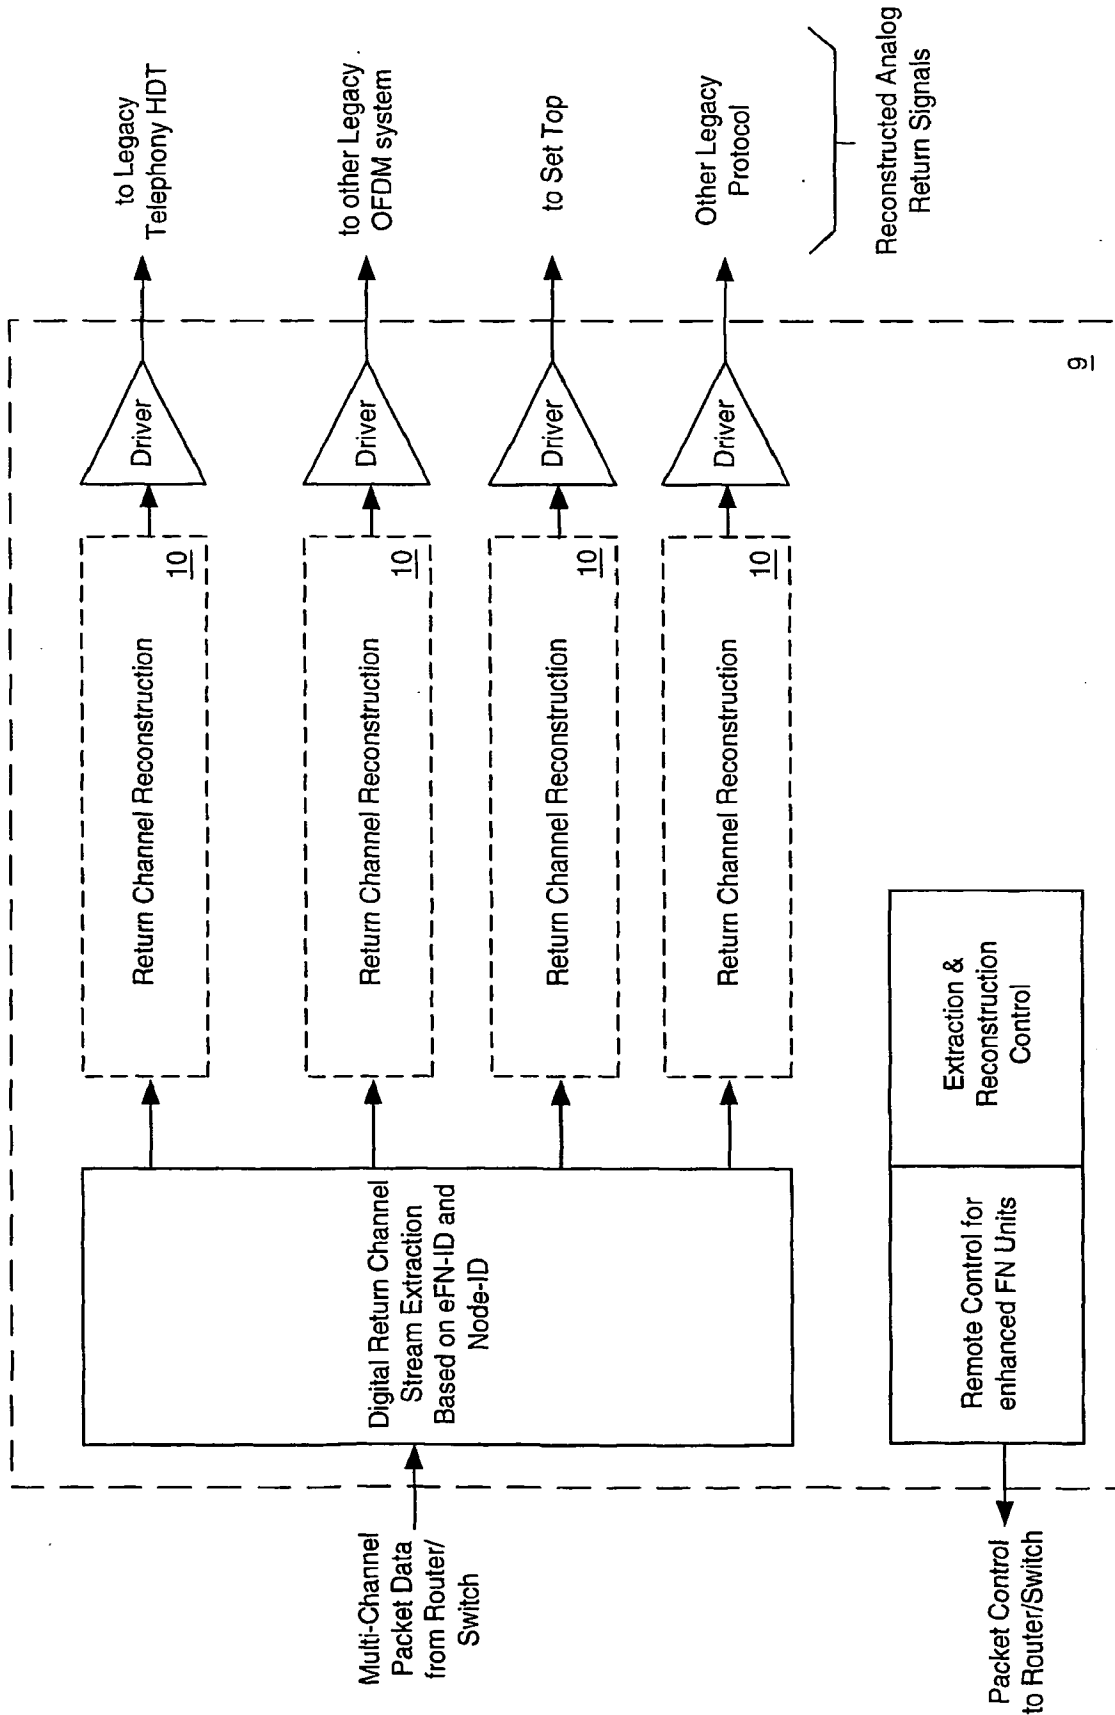 Multi-Channel
Packet Data
from Router/
Switch
Digital Return Channel
Stream Extraction
Based on eFN-ID and
Node-ID
Return Channel Reconstruction
10
Driver
to Legacy
Telephony HDT
Return Channel Reconstruction
10
Driver
to other Legacy
OFDM system
Return Channel Reconstruction
10
Driver
to Set Top
Return Channel Reconstruction
10
Driver
Other Legacy
Protocol
Reconstructed Analog
Return Signals
Packet Control
to Router/Switch
Remote Control for
enhanced FN Units
Extraction &
Reconstruction
Control
9